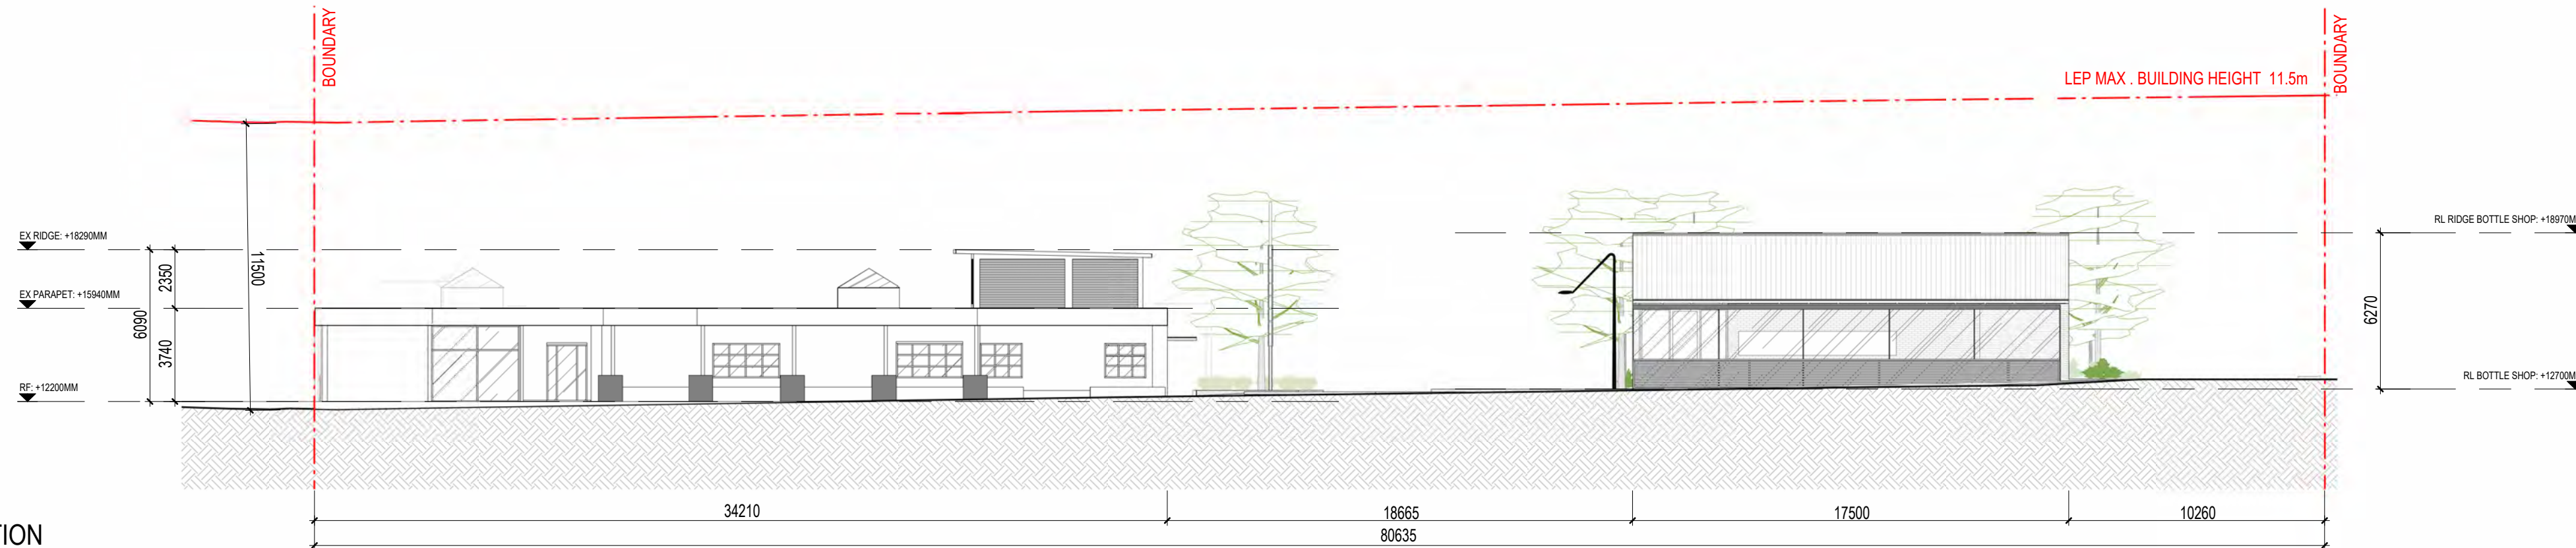 BOUNDARY
BOUNDARY
LEP MAX . BUILDING HEIGHT 11.5m
EX RIDGE: +18290MM
RL RIDGE BOTTLE SHOP: +18970M
11500
2350
EX PARAPET: +15940MM
6090
6270
3740
RF: +12200MM
RL BOTTLE SHOP: +12700M
34210
18665
17500
10260
80635
TION